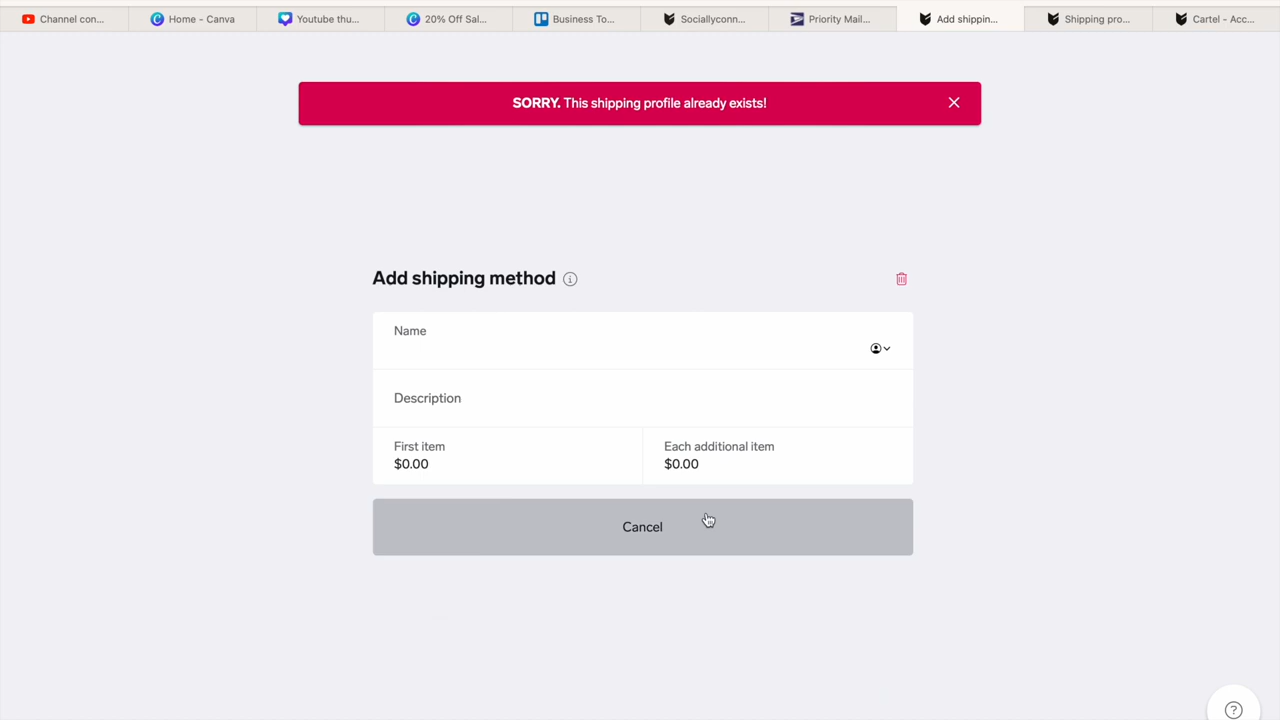 Channel con...
Home - Canva
Youtube thu...
20% Off Sal...
Business To...
Sociallyconn...
Priority Mail...
Add shippin...
Shipping pro...
Cartel - Acc...
SORRY. This shipping profile already exists!
Add shipping method
Name
Description
First item
Each additional item
$0.00
$0.00
Cancel
?